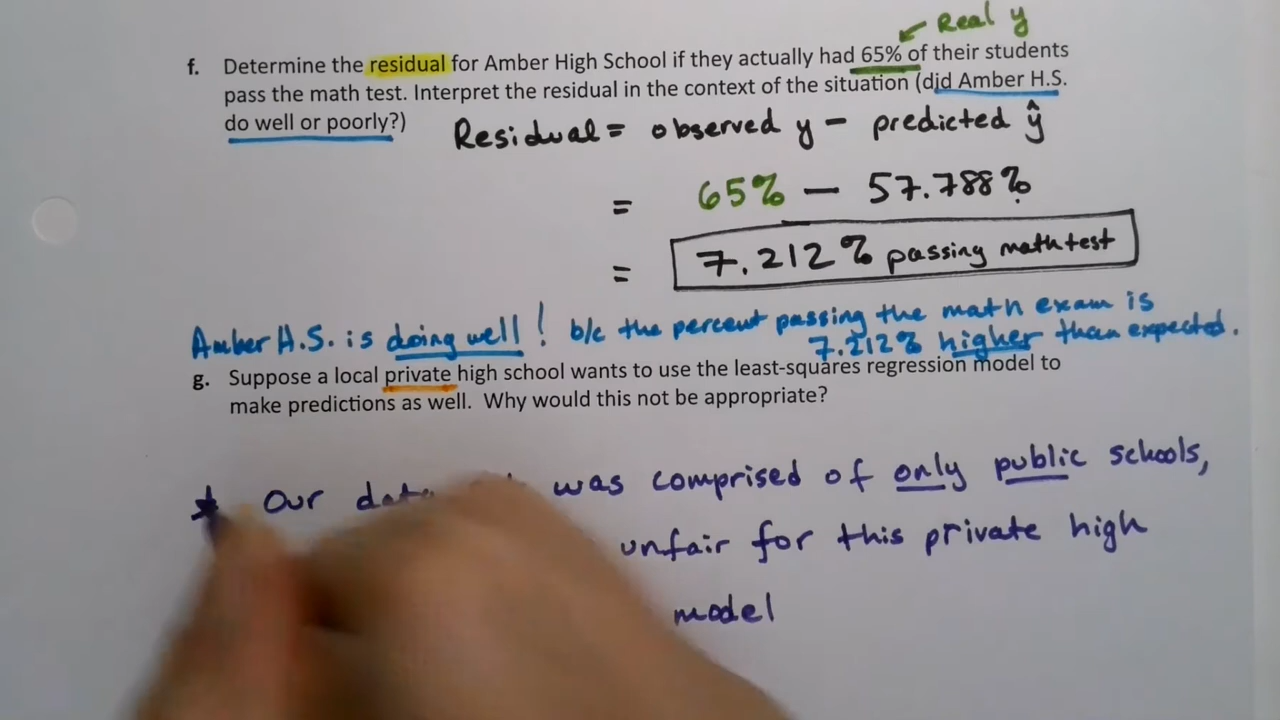 Real y
f. Determine the residual for Amber High School if they actually had 65% of their students
pass the math test. Interpret the residual in the context of the situation (did Amber H.S.
do well or poorly?)
Residual = observed y - predicted ŷ
= 65% - 57.788%
= 7.212% passing math test
Amber H.S. is doing well! b/c the percent passing the math exam is
7.212% higher than expected.
g. Suppose a local private high school wants to use the least-squares regression model to
make predictions as well. Why would this not be appropriate?
* Our data was comprised of only public schools,
unfair for this private high
model